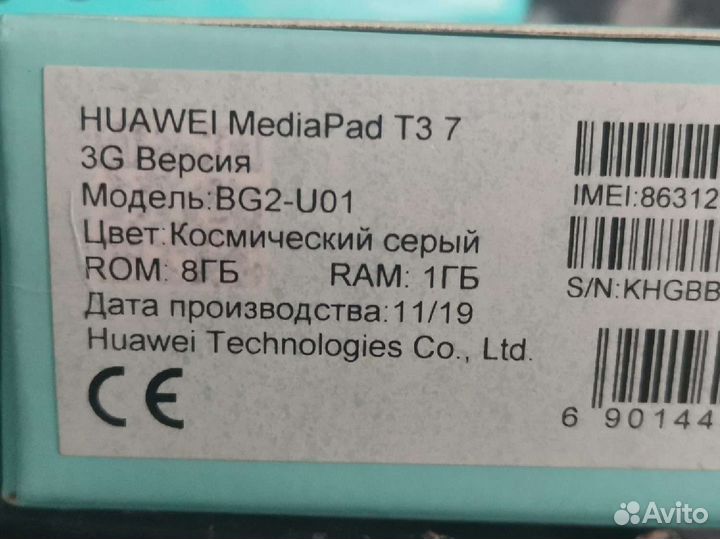 HUAWEI MediaPad T3 7
3G Версия
Модель:BG2-U01
Цвет:Космический серый
ROM: 8ГБ RAM: 1ГБ
Дата производства:11/19
Huawei Technologies Co., Ltd.
CE
IMEI:86312
S/N:KHGBB
6 90144
Avito